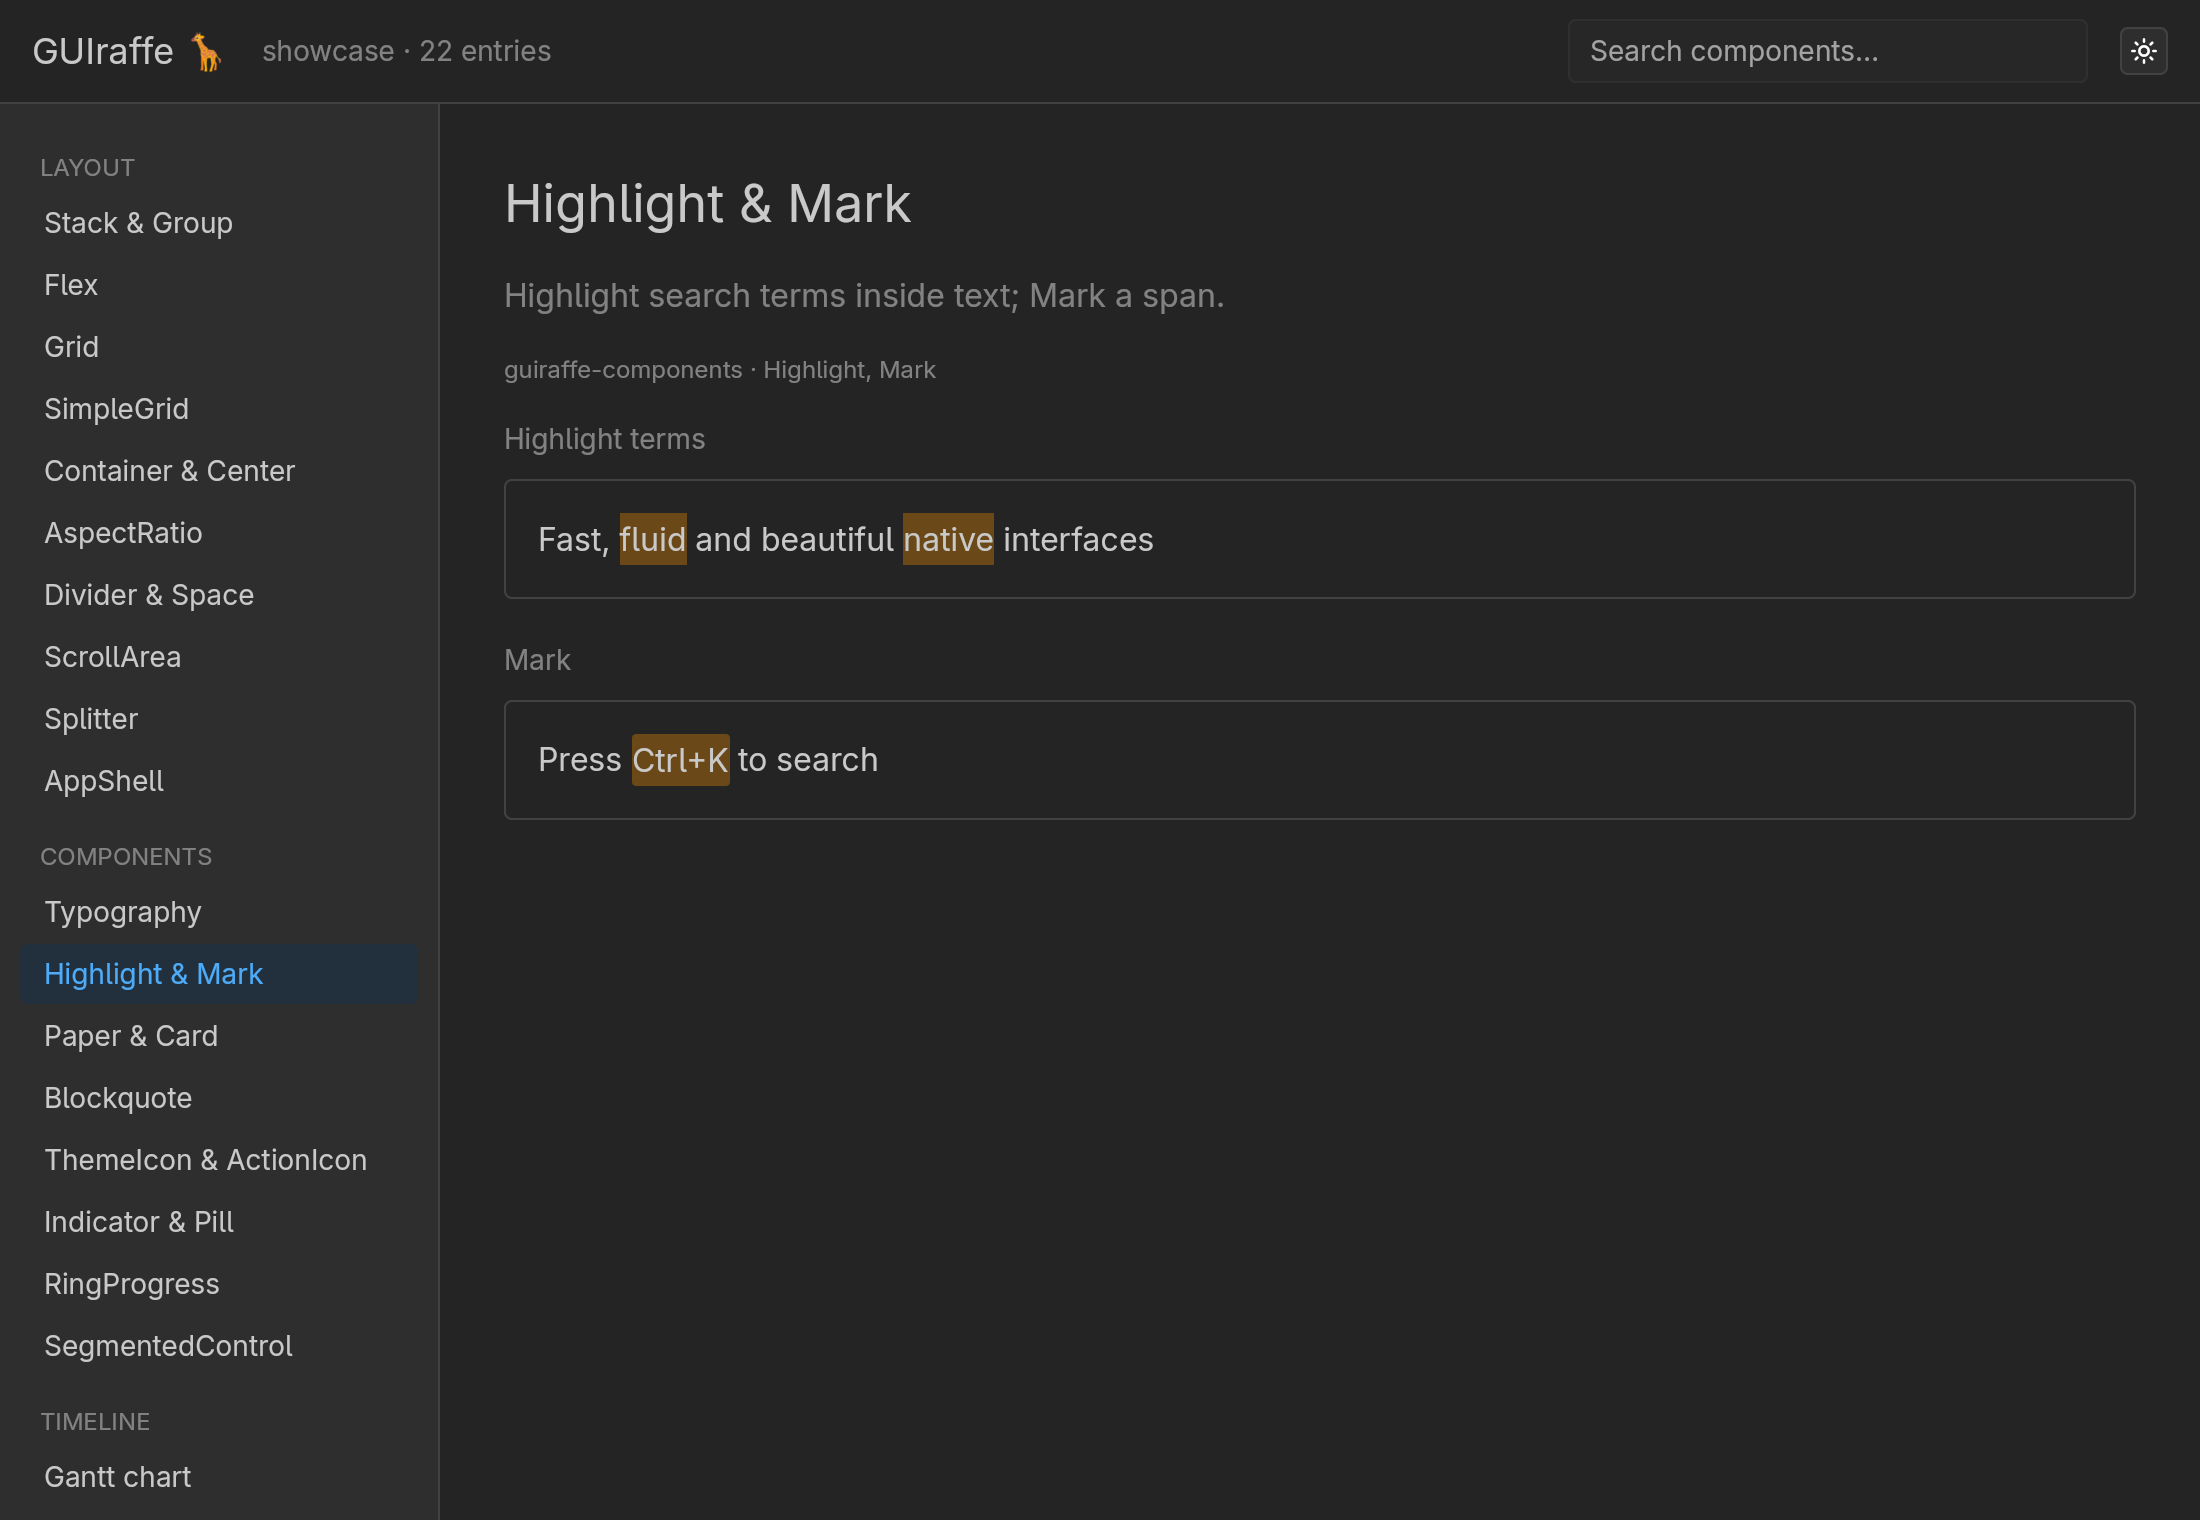 GUIraffe 🦒 showcase · 22 entries
Search components...
LAYOUT
Stack & Group
Flex
Grid
SimpleGrid
Container & Center
AspectRatio
Divider & Space
ScrollArea
Splitter
AppShell
COMPONENTS
Typography
Highlight & Mark
Paper & Card
Blockquote
ThemeIcon & ActionIcon
Indicator & Pill
RingProgress
SegmentedControl
TIMELINE
Gantt chart
Highlight & Mark
Highlight search terms inside text; Mark a span.
guiraffe-components · Highlight, Mark
Highlight terms
Fast, fluid and beautiful native interfaces
Mark
Press Ctrl+K to search